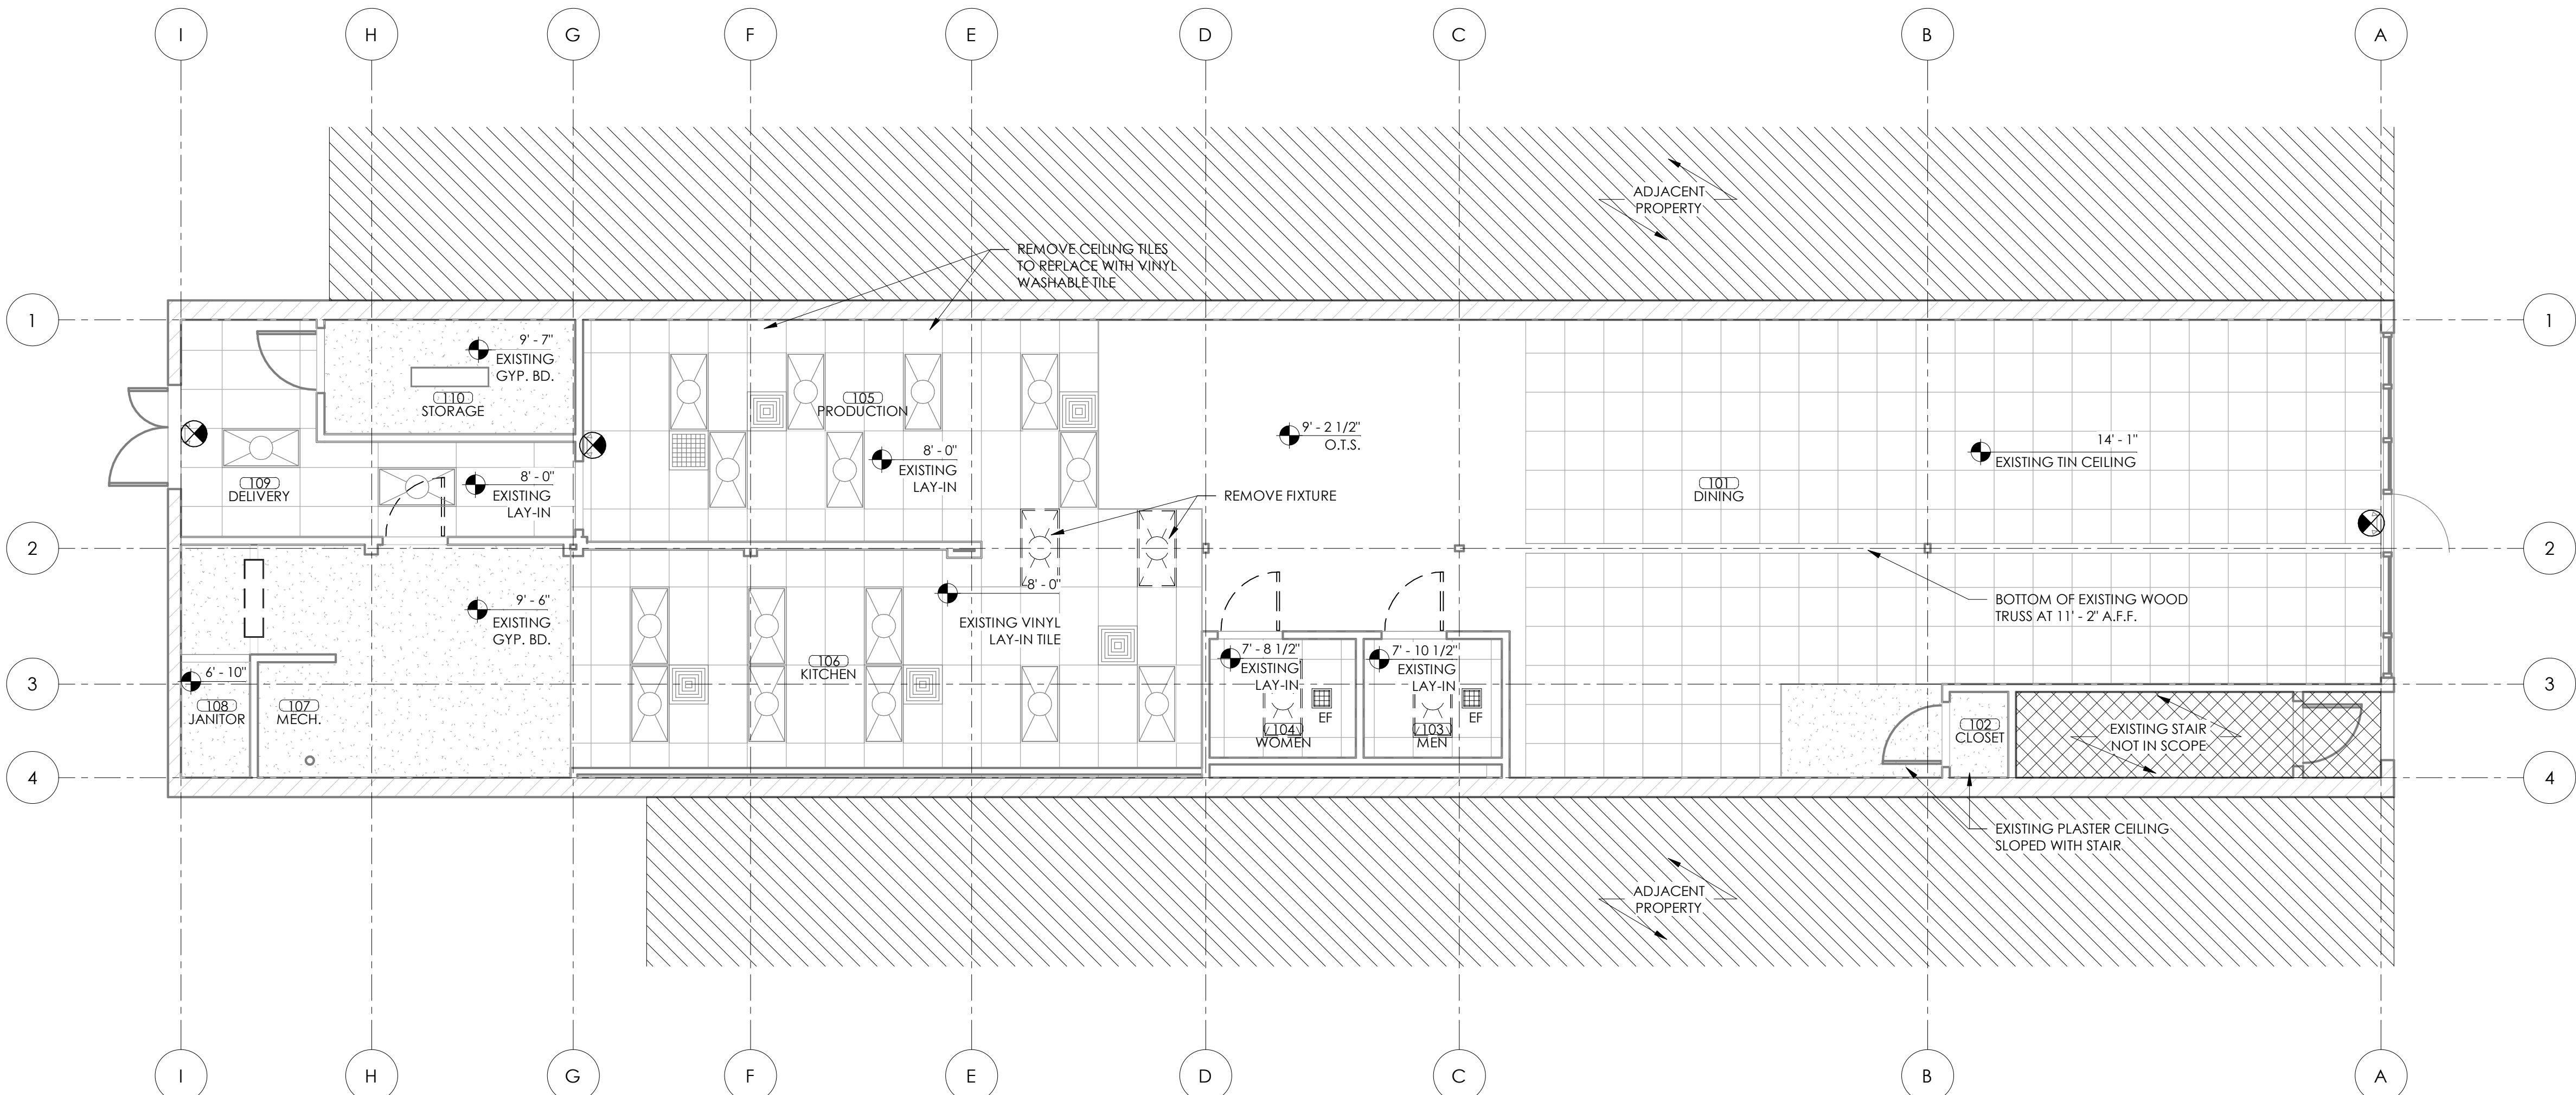 I
H
G
F
E
D
C
B
A
ADJACENT
PROPERTY
REMOVE CEILING TILES
TO REPLACE WITH VINYL
WASHABLE TILE
1
1
9' - 7"
EXISTING
GYP. BD.
110
STORAGE
105
PRODUCTION
8' - 0"
EXISTING
LAY-IN
9' - 2 1/2"
O.T.S.
14' - 1"
EXISTING TIN CEILING
109
DELIVERY
8' - 0"
EXISTING
LAY-IN
REMOVE FIXTURE
101
DINING
2
2
9' - 6"
EXISTING
GYP. BD.
8' - 0"
EXISTING VINYL
LAY-IN TILE
BOTTOM OF EXISTING WOOD
TRUSS AT 11' - 2" A.F.F.
106
KITCHEN
7' - 8 1/2"
EXISTING
LAY-IN
EF
104
WOMEN
7' - 10 1/2"
EXISTING
LAY-IN
EF
103
MEN
3
3
6' - 10"
108
JANITOR
107
MECH.
102
CLOSET
EXISTING STAIR
NOT IN SCOPE
4
4
EXISTING PLASTER CEILING
SLOPED WITH STAIR
ADJACENT
PROPERTY
I
H
G
F
E
D
C
B
A